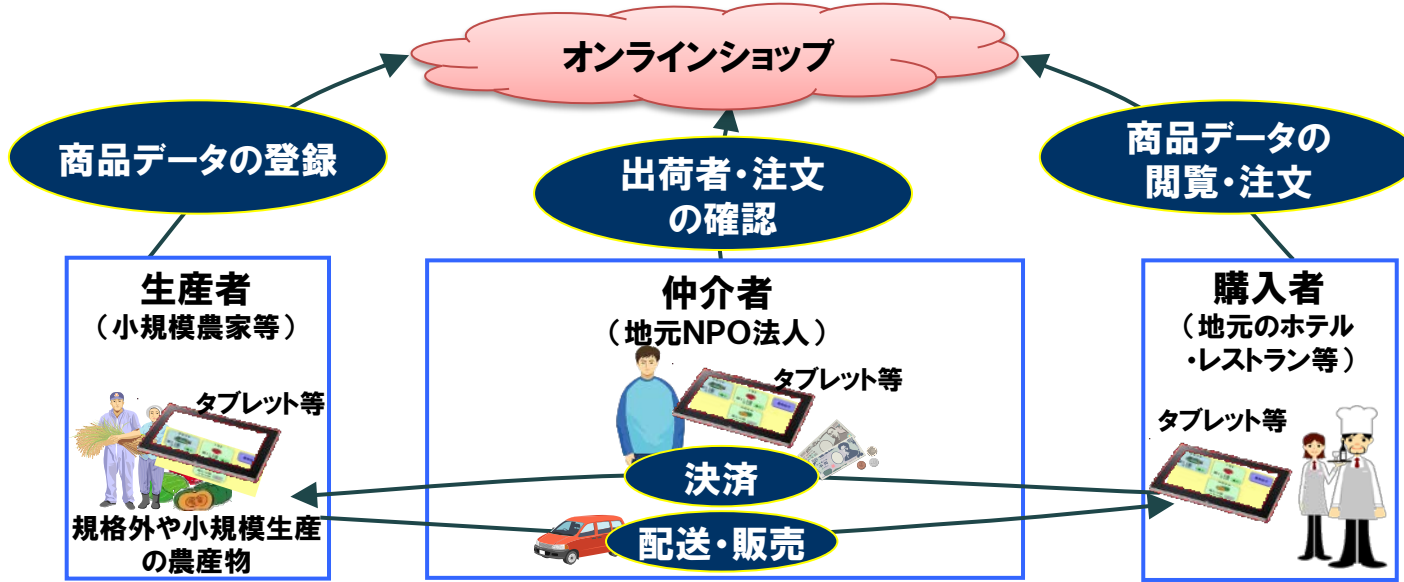 オンラインショップ
商品データの登録
出荷者・注文
の確認
商品データの
閲覧・注文
生産者
(小規模農家等)
タブレット等
規格外や小規模生産
の農産物
仲介者
(地元NPO法人)
タブレット等
決済
配送・販売
購入者
(地元のホテル
・レストラン等)
タブレット等